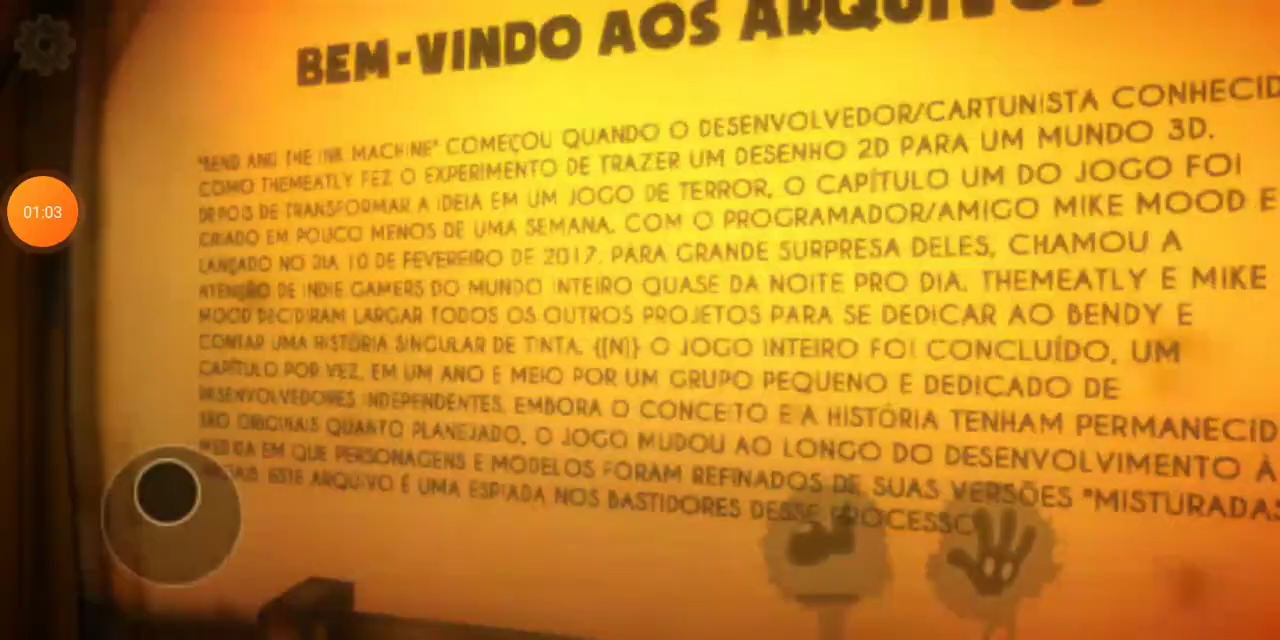 BEM-VINDO AOS ARQUIVOS
"BEND AND THE INK MACHINE" COMEÇOU QUANDO O DESENVOLVEDOR/CARTUNISTA CONHECID
COMO THEMEATLY FEZ O EXPERIMENTO DE TRAZER UM DESENHO 2D PARA UM MUNDO 3D.
DEPOIS DE TRANSFORMAR A IDEIA EM UM JOGO DE TERROR, O CAPÍTULO UM DO JOGO FOI
CRIADO EM POUCO MENOS DE UMA SEMANA. COM O PROGRAMADOR/AMIGO MIKE MOOD E
LANÇADO NO DIA 10 DE FEVEREIRO DE 2017. PARA GRANDE SURPRESA DELES, CHAMOU A
ATENÇÃO DE INDIE GAMERS DO MUNDO INTEIRO QUASE DA NOITE PRO DIA. THEMEATLY E MIKE
MOOD DECIDIRAM LARGAR TODOS OS OUTROS PROJETOS PARA SE DEDICAR AO BENDY E
CONTAR UMA HISTÓRIA SINGULAR DE TINTA. {[N]} O JOGO INTEIRO FOI CONCLUÍDO, UM
CAPÍTULO POR VEZ, EM UM ANO E MEIO POR UM GRUPO PEQUENO E DEDICADO DE
DESENVOLVEDORES INDEPENDENTES. EMBORA O CONCEITO E A HISTÓRIA TENHAM PERMANECID
TÃO ORIGINAIS QUANTO PLANEJADO, O JOGO MUDOU AO LONGO DO DESENVOLVIMENTO À
MEDIDA EM QUE PERSONAGENS E MODELOS FORAM REFINADOS DE SUAS VERSÕES "MISTURADAS
ESTE ARQUIVO É UMA ESPIADA NOS BASTIDORES DESSE PROCESSO
01:03